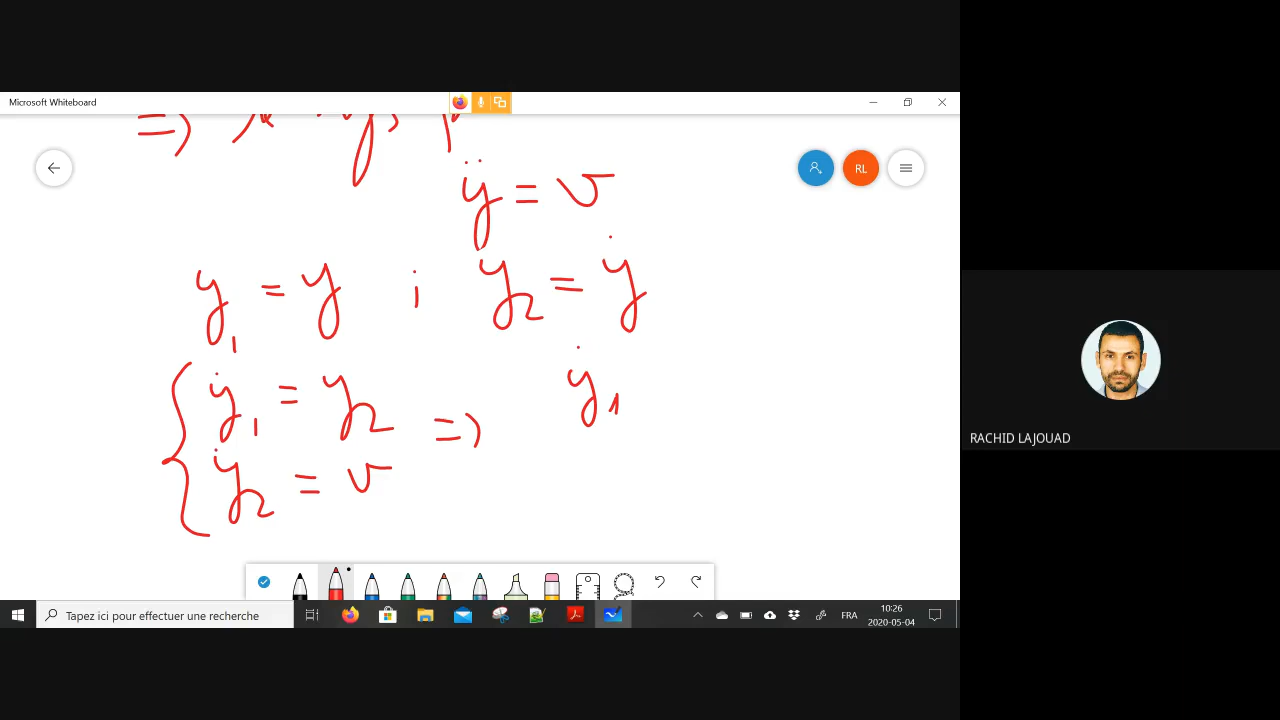 Microsoft Whiteboard
=>
RL
ÿ = v
y₁ = y ; y₂ = ẏ
ẏ₁ = y₂ => ẏ₁
ẏ₂ = v
RACHID LAJOUAD
Tapez ici pour effectuer une recherche
FRA
10:26
2020-05-04